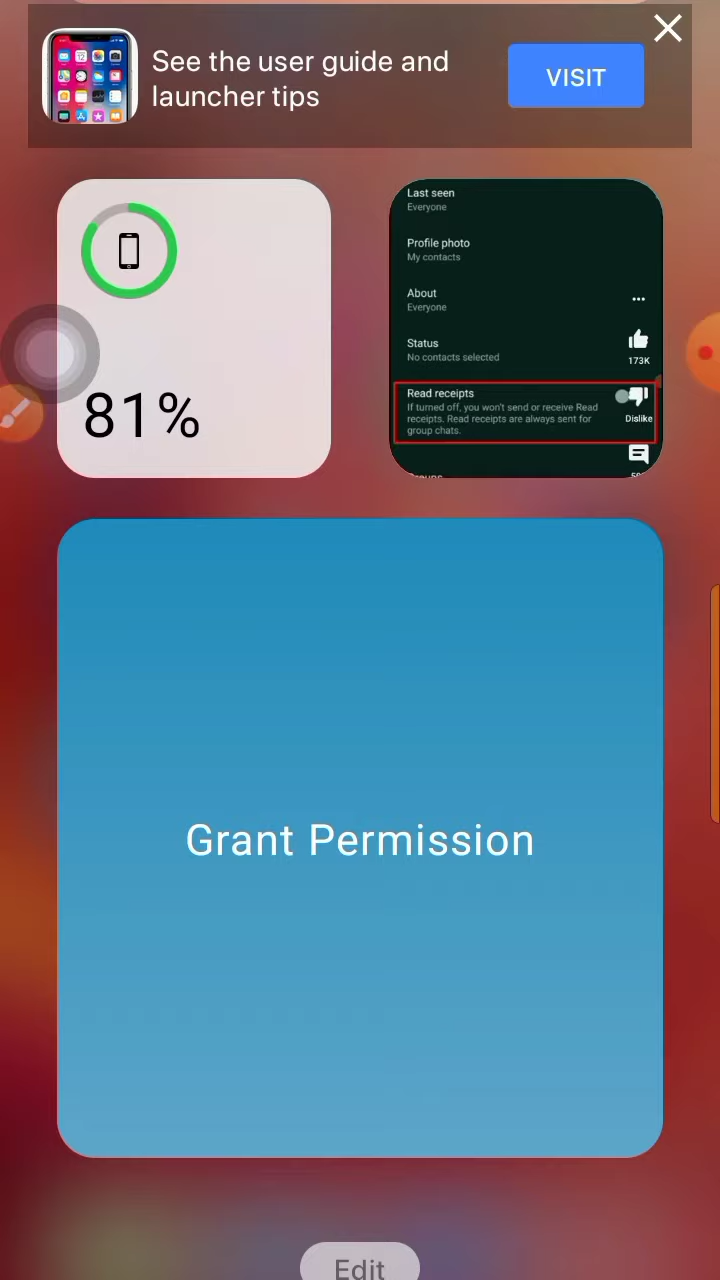 See the user guide and
launcher tips
VISIT
81%
Last seen
Everyone
Profile photo
My contacts
About
Everyone
Status
No contacts selected
173K
Read receipts
If turned off, you won't send or receive Read
receipts. Read receipts are always sent for
group chats.
Dislike
Groups
Grant Permission
Edit